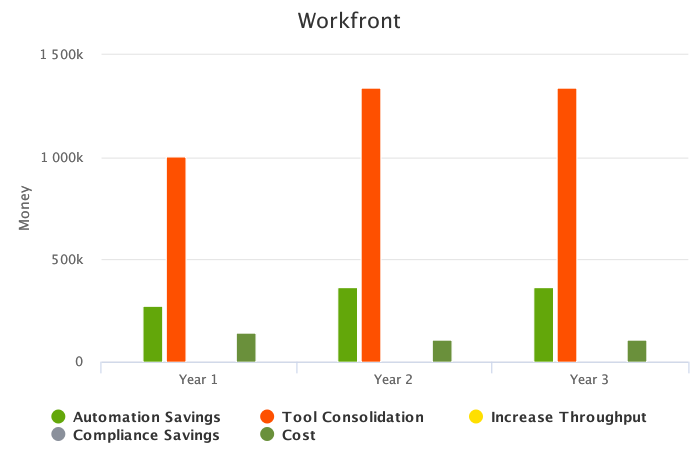 Workfront
1 500k
1 000k
500k
0
Money
Year 1 Year 2 Year 3
Automation Savings Tool Consolidation Increase Throughput
Compliance Savings Cost